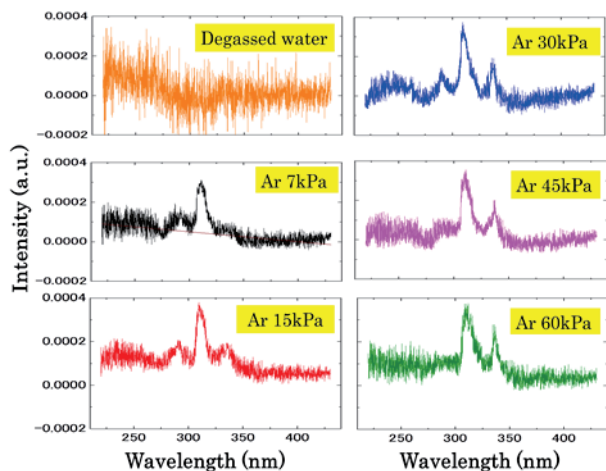 Intensity (a.u.)
0.0004
0.0002
0.0000
−0.0002
Degassed water
Ar 30kPa
0.0004
0.0002
0.0000
−0.0002
Ar 7kPa
Ar 45kPa
0.0004
0.0002
0.0000
−0.0002
Ar 15kPa
Ar 60kPa
250 300 350 400
250 300 350 400
Wavelength (nm)
Wavelength (nm)